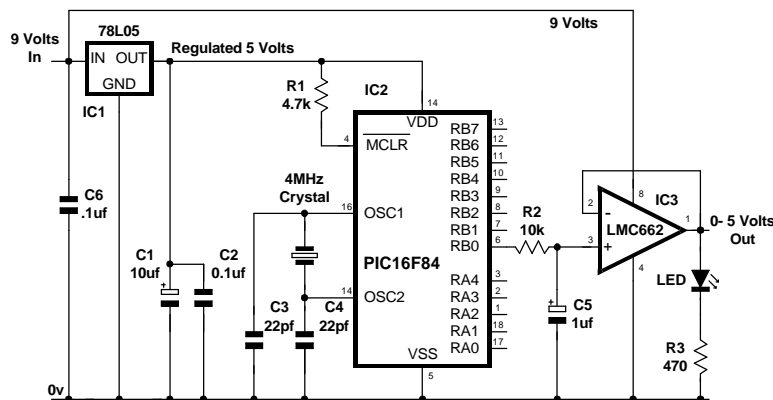 78L05
9 Volts
In
IN OUT
GND
IC1
Regulated 5 Volts
9 Volts
R1
4.7k
IC2
14
VDD
4
MCLR
RB7
13
RB6
12
RB5
11
RB4
10
RB3
9
RB2
8
RB1
7
RB0
6
RA4
3
RA3
2
RA2
1
RA1
18
RA0
17
4MHz
Crystal
16
OSC1
14
OSC2
PIC16F84
VSS
5
C6
.1uf
C1
10uf
+
C2
0.1uf
C3
22pf
C4
22pf
R2
10k
+
C5
1uf
2
-
3
+
8
IC3
LMC662
1
4
0- 5 Volts
Out
LED
R3
470
0v